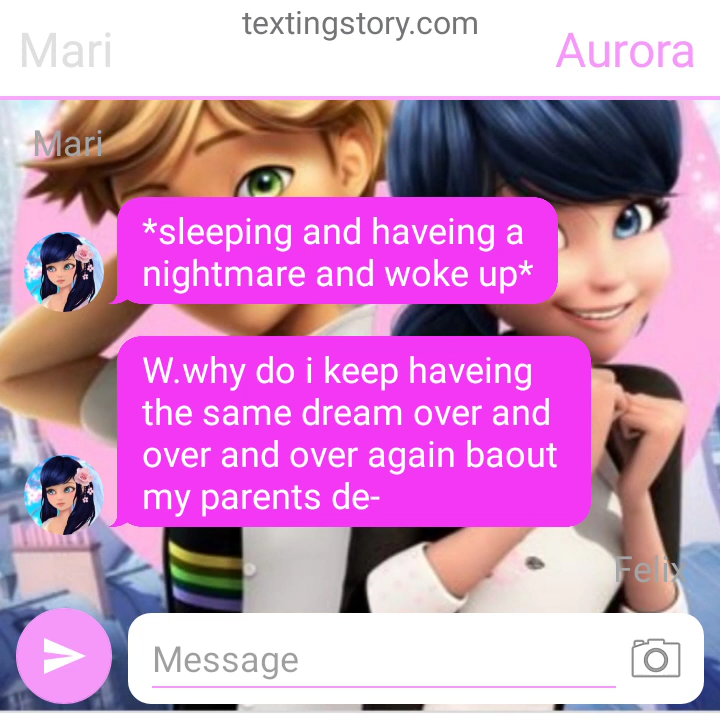 textingstory.com
Mari
Aurora
Mari
*sleeping and haveing a
nightmare and woke up*
W.why do i keep haveing
the same dream over and
over and over again baout
my parents de-
Felix
Message